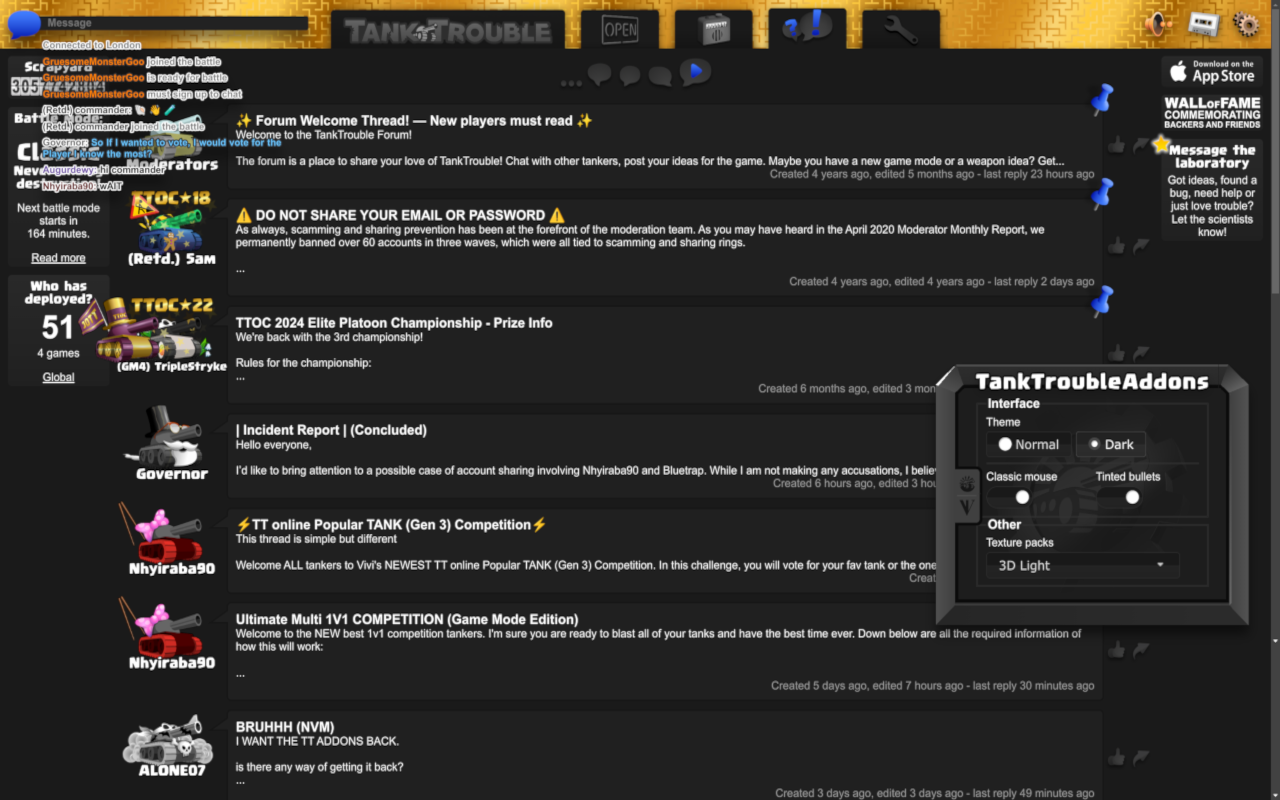 Message
TANKTROUBLE
OPEN
Connected to London
GruesomeMonsterGoo joined the battle
GruesomeMonsterGoo is ready for battle
GruesomeMonsterGoo must sign up to chat
(Retd.) commander: 🐚 👋 🧪
(Retd.) commander joined the battle
Governor: So If I wanted to vote, I would vote for the
Player I know the most?
Augurdewy: hI commander
Nhyiraba90: wAIT
Scrapyard
Battle Mode:
Next battle mode
starts in
164 minutes.
Read more
Who has
deployed?
51
4 games
Global
Moderators
✨ Forum Welcome Thread! — New players must read ✨
Welcome to the TankTrouble Forum!
The forum is a place to share your love of TankTrouble! Chat with other tankers, post your ideas for the game. Maybe you have a new game mode or a weapon idea? Get...
Created 4 years ago, edited 5 months ago - last reply 23 hours ago
TTOC★18
(Retd.) 5am
⚠️ DO NOT SHARE YOUR EMAIL OR PASSWORD ⚠️
As always, scamming and sharing prevention has been at the forefront of the moderation team. As you may have heard in the April 2020 Moderator Monthly Report, we
permanently banned over 60 accounts in three waves, which were all tied to scamming and sharing rings.
...
Created 4 years ago, edited 4 years ago - last reply 2 days ago
TTOC★22
(GM4) TripleStryke
TTOC 2024 Elite Platoon Championship - Prize Info
We're back with the 3rd championship!
Rules for the championship:
...
Created 6 months ago, edited 3 mon
Governor
| Incident Report | (Concluded)
Hello everyone,
I'd like to bring attention to a possible case of account sharing involving Nhyiraba90 and Bluetrap. While I am not making any accusations, I believ
Created 6 hours ago, edited 3 hou
Nhyiraba90
⚡TT online Popular TANK (Gen 3) Competition⚡
This thread is simple but different
Welcome ALL tankers to Vivi's NEWEST TT online Popular TANK (Gen 3) Competition. In this challenge, you will vote for your fav tank or the one
Creat
Nhyiraba90
Ultimate Multi 1V1 COMPETITION (Game Mode Edition)
Welcome to the NEW best 1v1 competition tankers. I'm sure you are ready to blast all of your tanks and have the best time ever. Down below are all the required information of
how this will work:
...
Created 5 days ago, edited 7 hours ago - last reply 30 minutes ago
ALONE07
BRUHHH (NVM)
I WANT THE TT ADDONS BACK.
is there any way of getting it back?
...
Created 3 days ago, edited 3 days ago - last reply 49 minutes ago
Download on the
App Store
WALL OF FAME
COMMEMORATING
BACKERS AND FRIENDS
Message the
laboratory
Got ideas, found a
bug, need help or
just love trouble?
Let the scientists
know!
TankTroubleAddons
Interface
Theme
Normal
Dark
Classic mouse
Tinted bullets
Other
Texture packs
3D Light